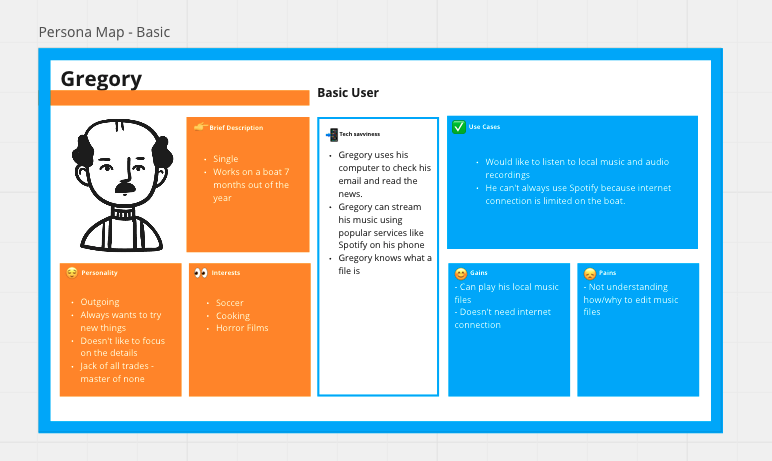 Persona Map - Basic
Gregory
Basic User
Brief Description
• Single
• Works on a boat 7
months out of the
year
Tech savviness
• Gregory uses his
computer to check his
email and read the
news.
• Gregory can stream
his music using
popular services like
Spotify on his phone
• Gregory knows what a
file is
Use Cases
• Would like to listen to local music and audio
recordings
• He can't always use Spotify because internet
connection is limited on the boat.
Personality
• Outgoing
• Always wants to try
new things
• Doesn't like to focus
on the details
• Jack of all trades -
master of none
Interests
• Soccer
• Cooking
• Horror Films
Gains
- Can play his local music
files
- Doesn't need internet
connection
Pains
- Not understanding
how/why to edit music
files